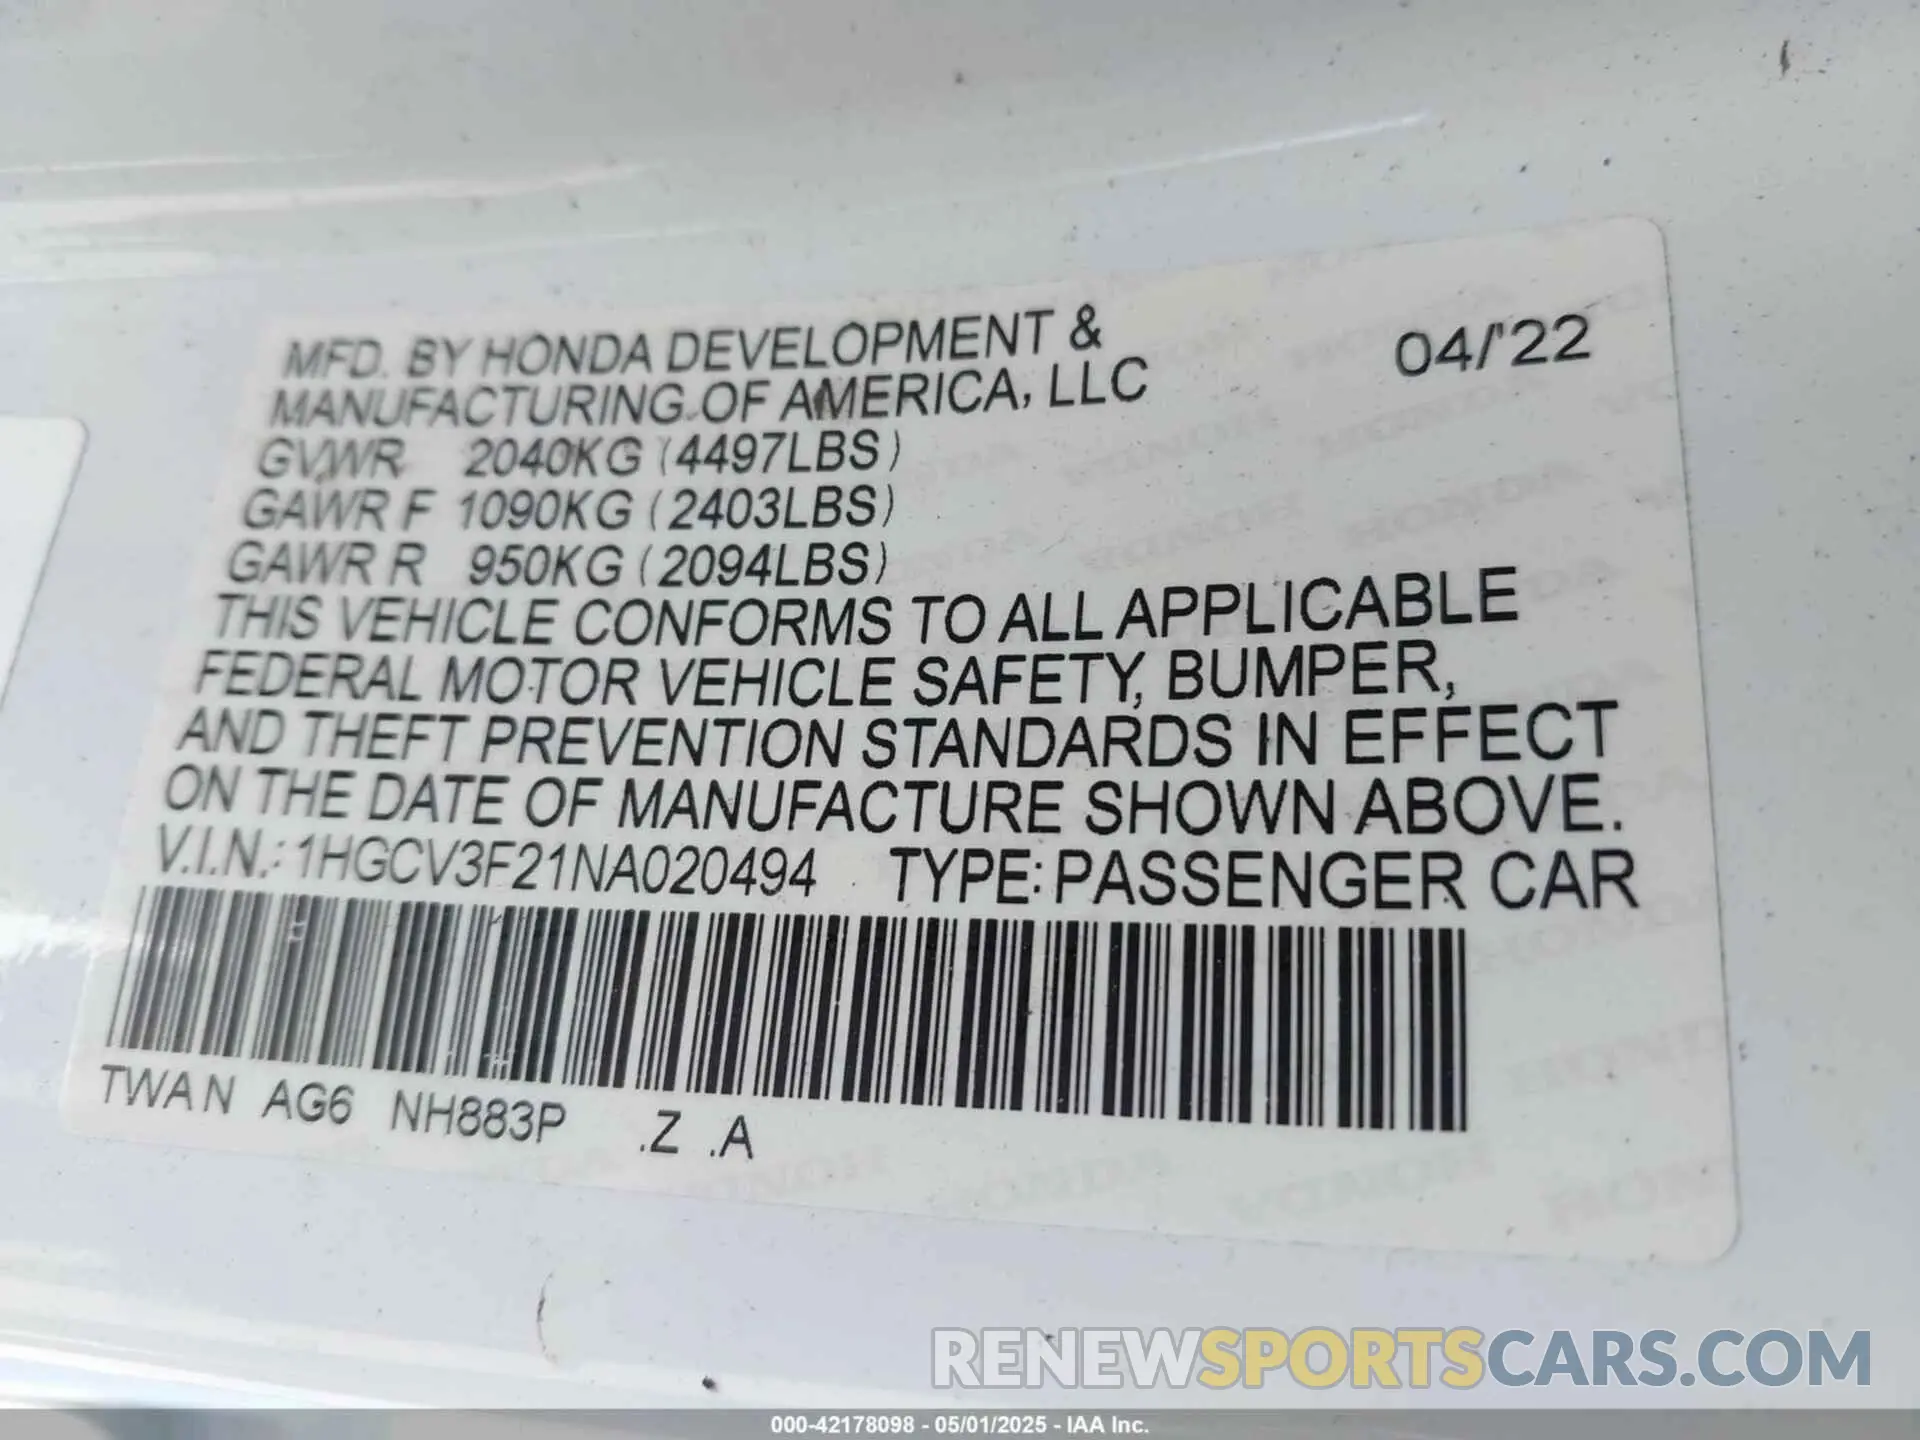 MFD. BY HONDA DEVELOPMENT & 04/'22
MANUFACTURING OF AMERICA, LLC
GVWR 2040KG (4497LBS)
GAWR F 1090KG (2403LBS)
GAWR R 950KG (2094LBS)
THIS VEHICLE CONFORMS TO ALL APPLICABLE
FEDERAL MOTOR VEHICLE SAFETY, BUMPER,
AND THEFT PREVENTION STANDARDS IN EFFECT
ON THE DATE OF MANUFACTURE SHOWN ABOVE.
V.I.N.: 1HGCV3F21NA020494 TYPE: PASSENGER CAR
TWAN AG6 NH883P .Z .A
RENEWSPORTSCARS.COM
000-42178098 - 05/01/2025 - IAA Inc.